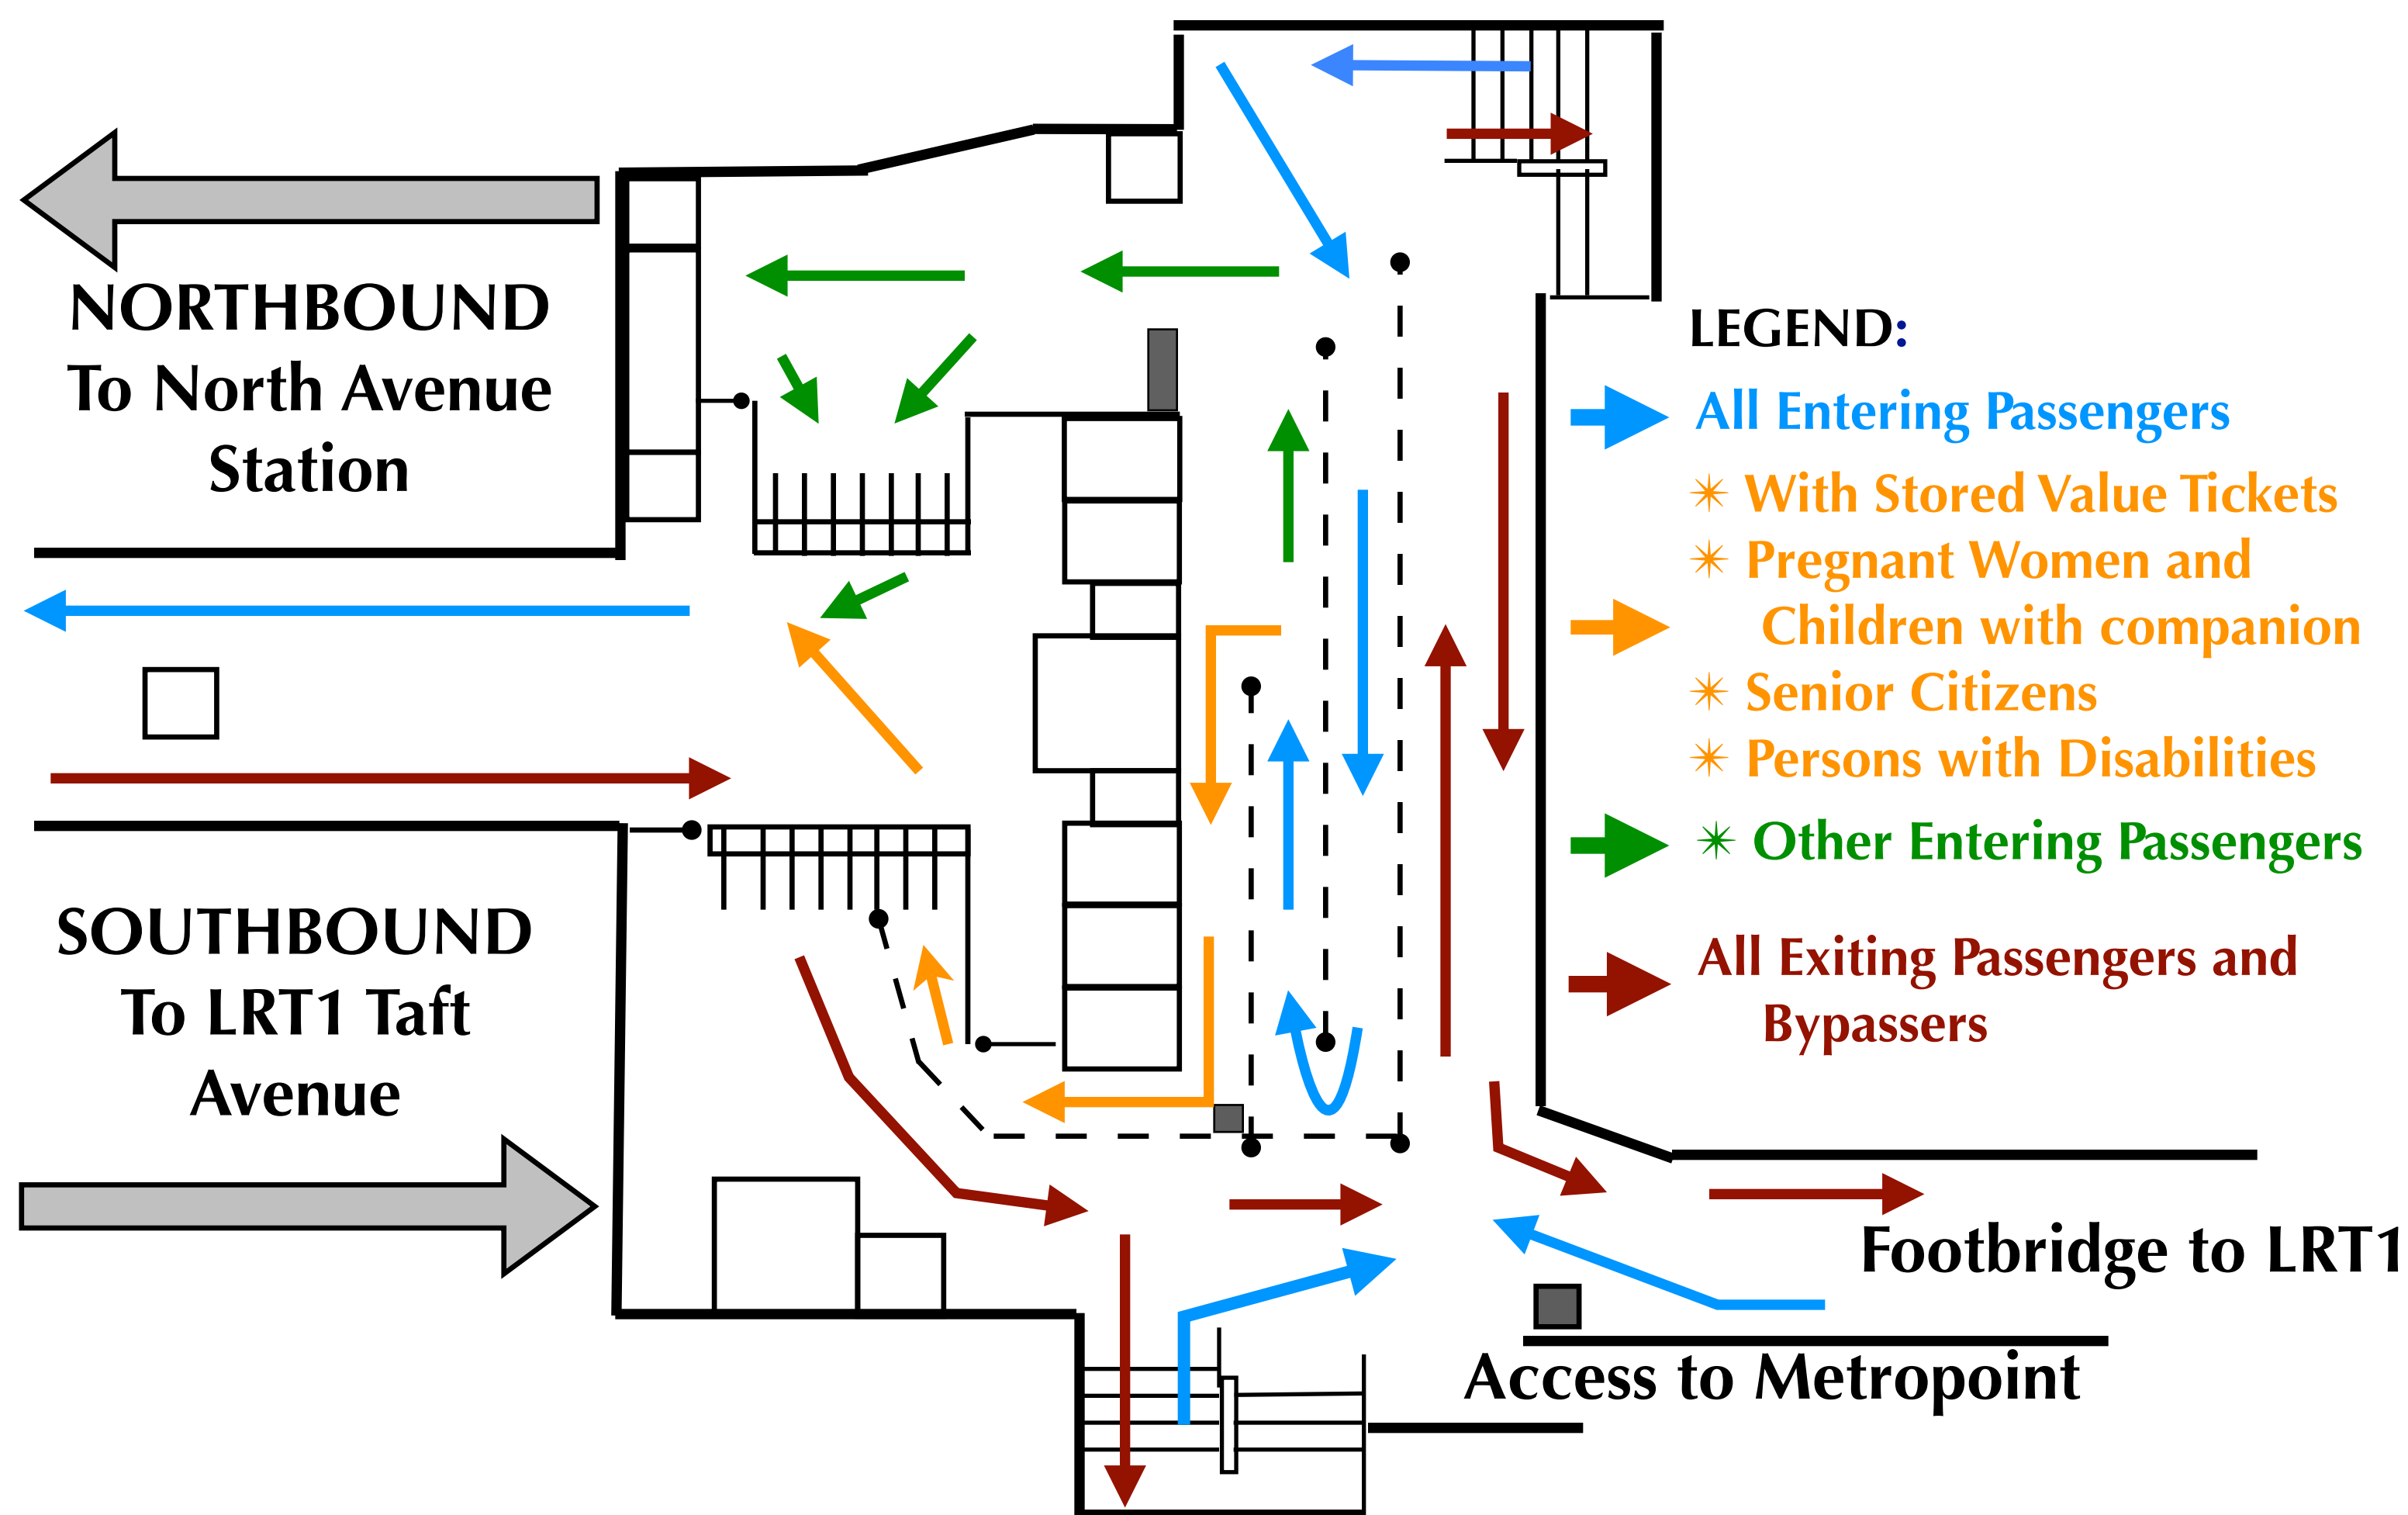 NORTHBOUND
To North Avenue
Station
SOUTHBOUND
To LRT1 Taft
Avenue
LEGEND:
All Entering Passengers
With Stored Value Tickets
Pregnant Women and
Children with companion
Senior Citizens
Persons with Disabilities
Other Entering Passengers
All Exiting Passengers and
Bypassers
Footbridge to LRT1
Access to Metropoint